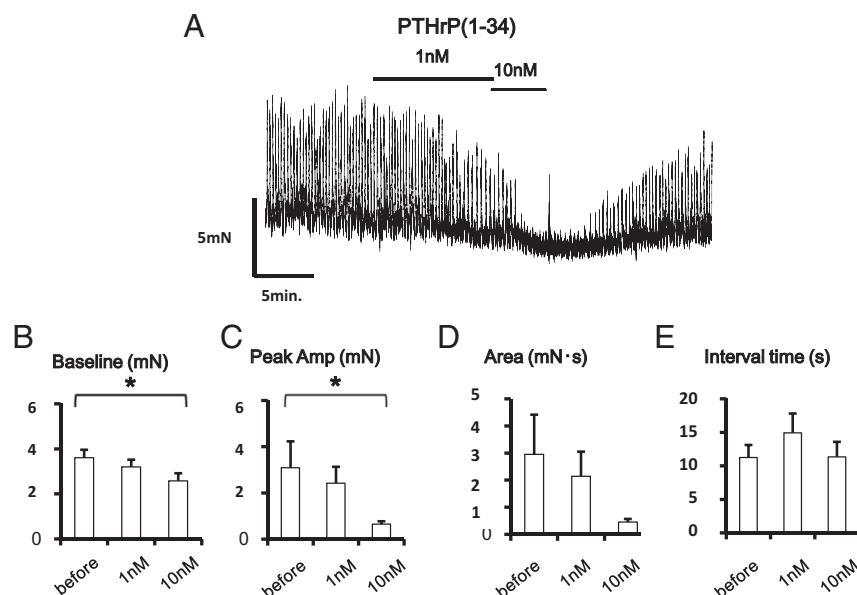 A
PTHrP(1-34)
1nM
10nM
5mN
5min.
B
Baseline (mN)
*
6
4
2
0
before
1nM
10nM
C
Peak Amp (mN)
*
6
4
2
0
before
1nM
10nM
D
Area (mN·s)
5
4
3
2
1
0
before
1nM
10nM
E
Interval time (s)
20
15
10
5
0
before
1nM
10nM